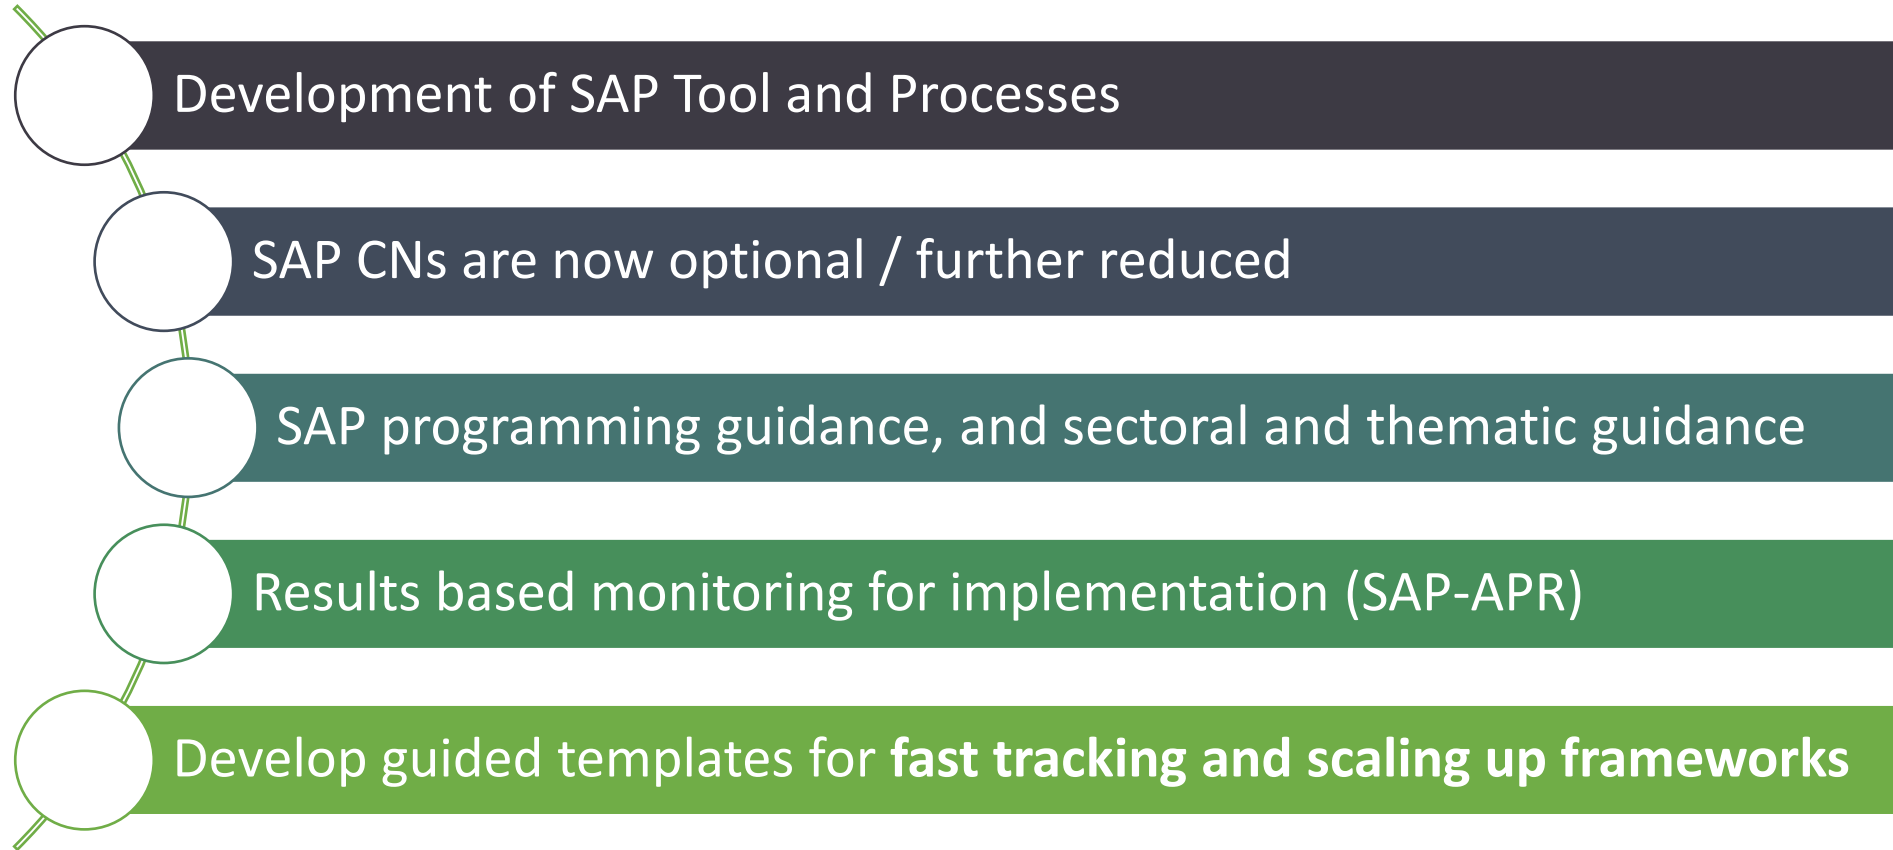 Development of SAP Tool and Processes
SAP CNs are now optional / further reduced
SAP programming guidance, and sectoral and thematic guidance
Results based monitoring for implementation (SAP-APR)
Develop guided templates for fast tracking and scaling up frameworks